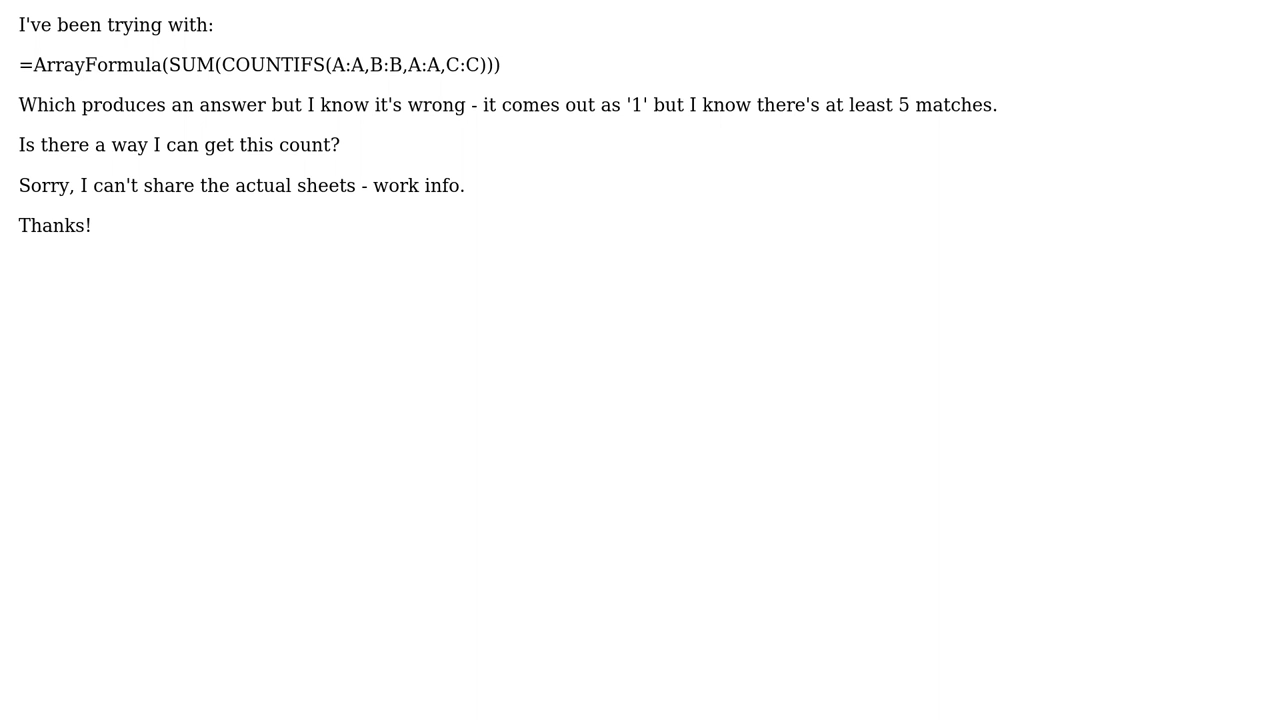 I've been trying with:
=ArrayFormula(SUM(COUNTIFS(A:A,B:B,A:A,C:C)))
Which produces an answer but I know it's wrong - it comes out as '1' but I know there's at least 5 matches.
Is there a way I can get this count?
Sorry, I can't share the actual sheets - work info.
Thanks!